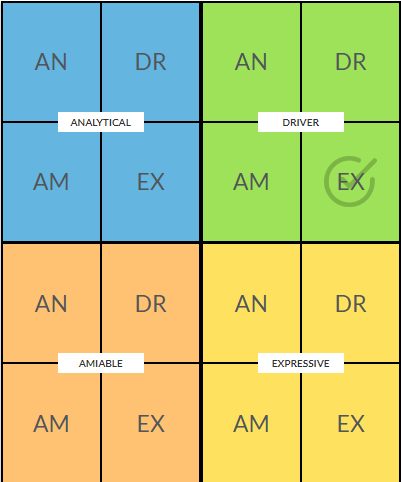 AN DR AN DR
ANALYTICAL DRIVER
AM EX AM EX
AN DR AN DR
AMIABLE EXPRESSIVE
AM EX AM EX